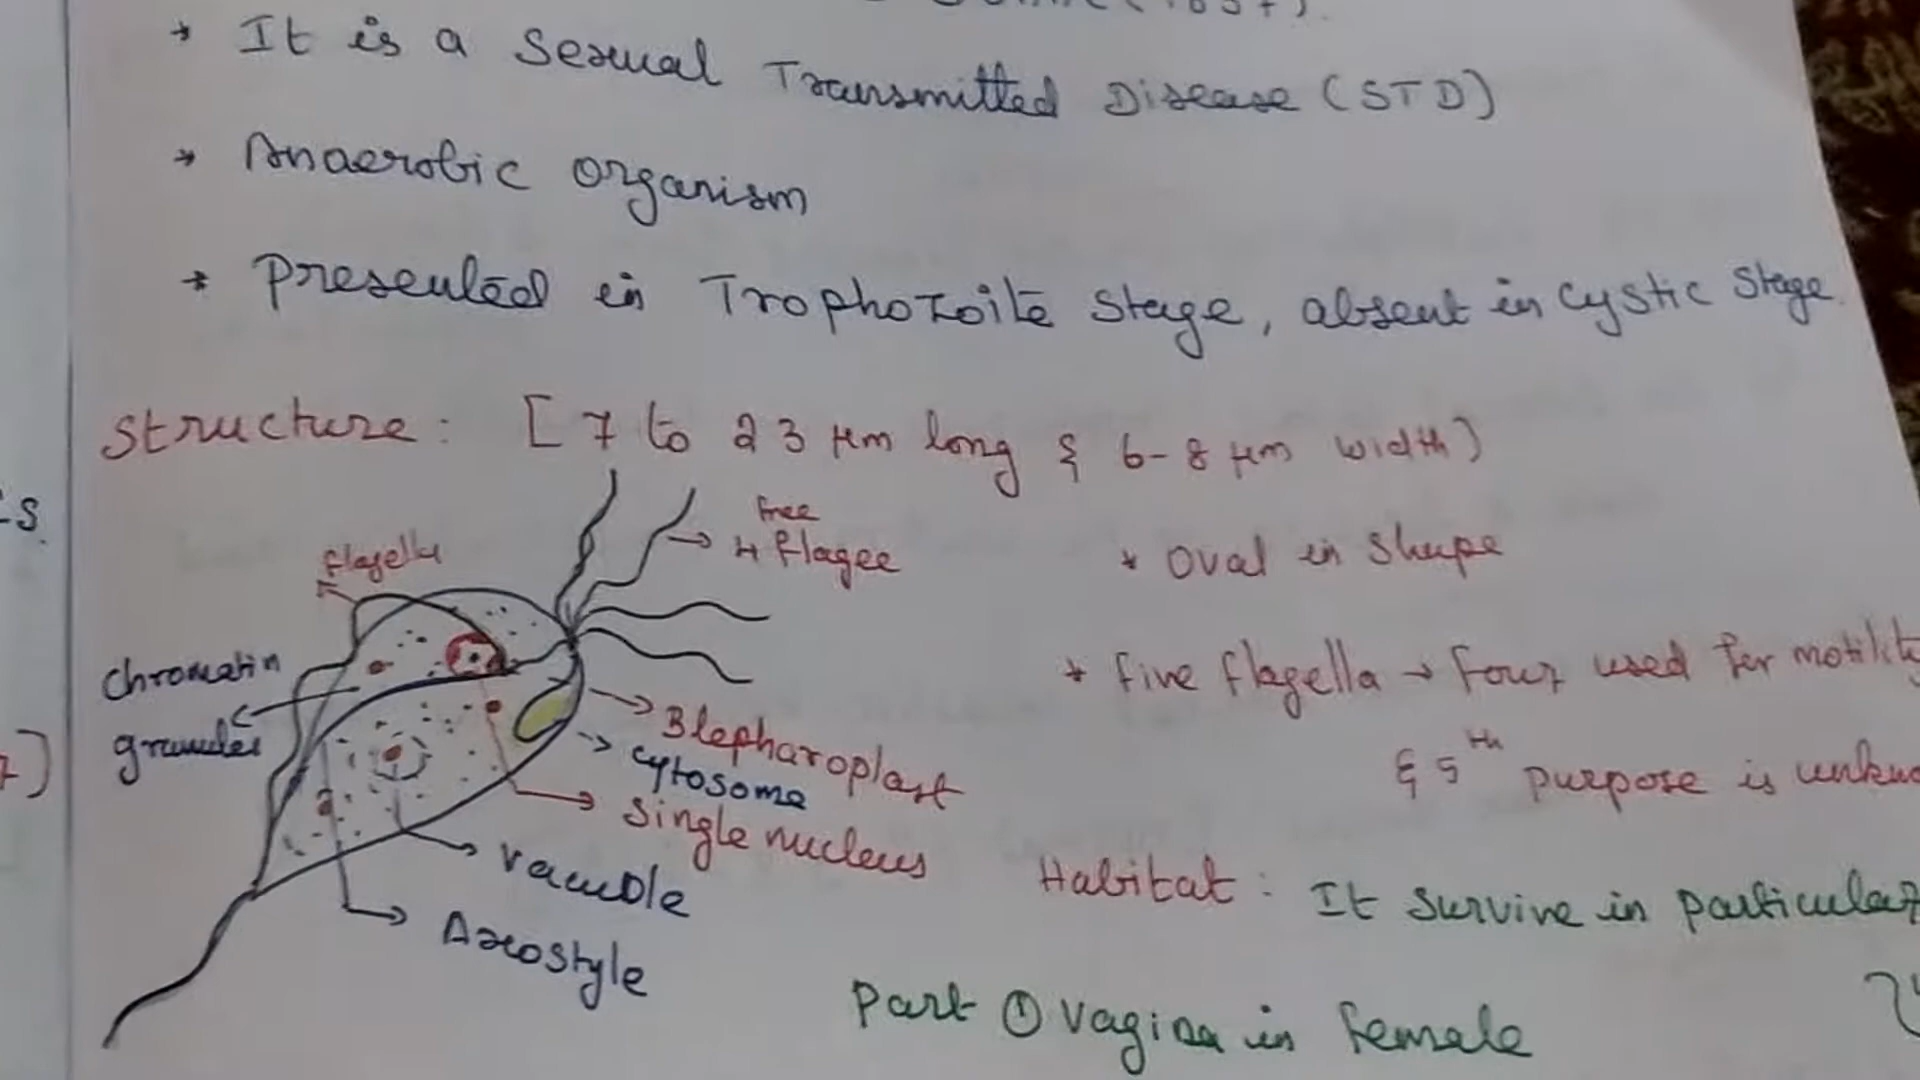 * It is a Sexual Transmitted Disease (STD)
* Anaerobic organism
* Presented in Trophozoite stage, absent in cystic stage.
Structure: [7 to 23 μm long & 6-8 μm width]
s.
Flagella
free
4 flagee
* Oval in shape
chromatin
granules
* five flagella → four used for motility
& 5th purpose is unkno
Blepharoplast
cytosome
Single nucleus
Vacuole
Axostyle
Habitat: It survive in particular
Part ① Vagina in female